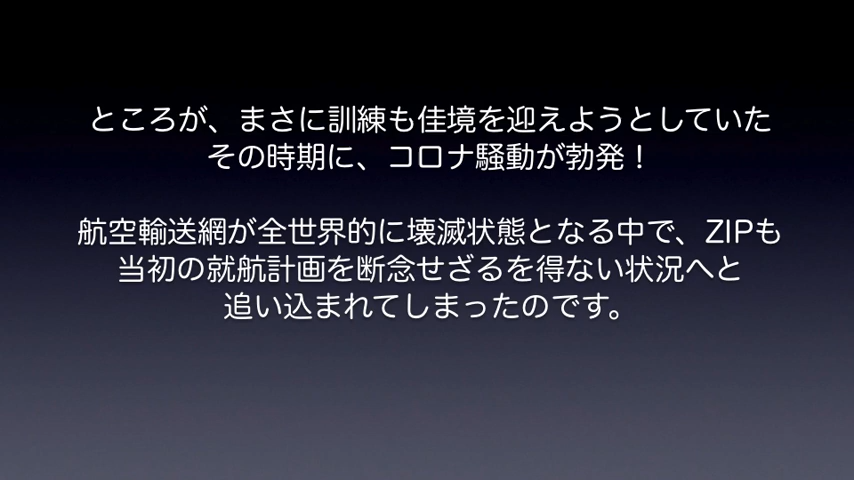 ところが、まさに訓練も佳境を迎えようとしていた
その時期に、コロナ騒動が勃発！
航空輸送網が全世界的に壊滅状態となる中で、ZIPも
当初の就航計画を断念せざるを得ない状況へと
追い込まれてしまったのです。